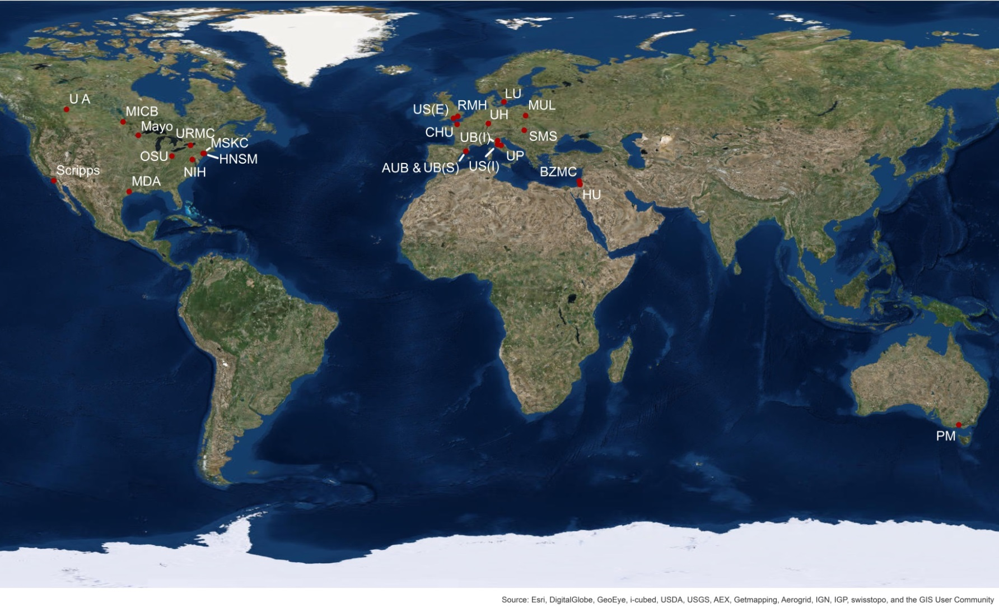 U A
MICB
Mayo
URMC
MSKC
OSU
HNSM
NIH
Scripps
MDA
LU
US(E)
RMH
MUL
UH
CHU
UB(I)
SMS
UP
AUB & UB(S)
US(I)
BZMC
HU
PM
Source: Esri, DigitalGlobe, GeoEye, i-cubed, USDA, USGS, AEX, Getmapping, Aerogrid, IGN, IGP, swisstopo, and the GIS User Community